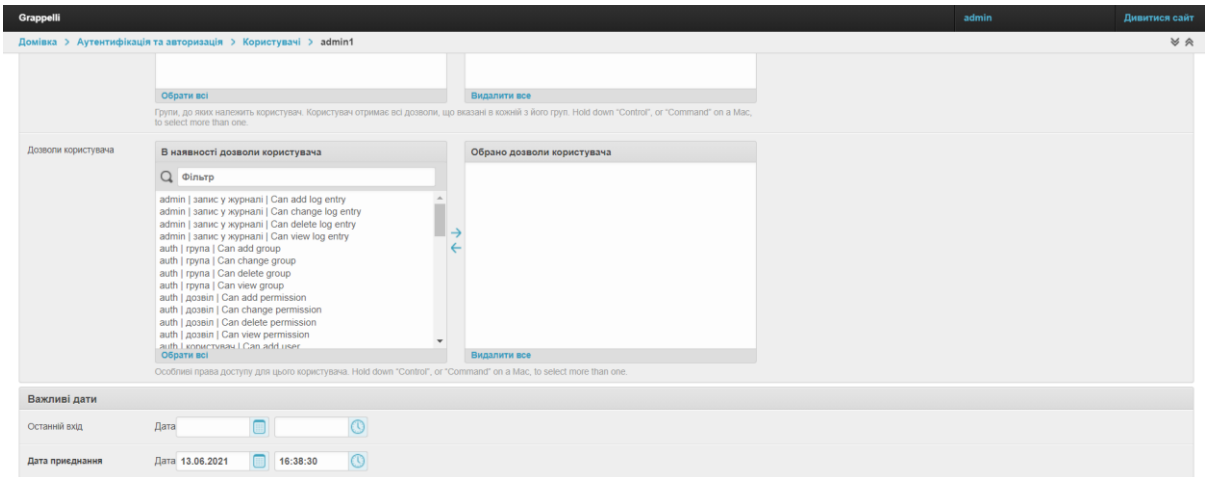 Grappelli admin Дивитися сайт
Домівка > Аутентифікація та авторизація > Користувачі > admin1
Обрати всі Видалити все
Групи, до яких належить користувач. Користувач отримає всі дозволи, що вказані в кожній з його груп. Hold down "Control", or "Command" on a Mac,
to select more than one.
Дозволи користувача В наявності дозволи користувача Обрано дозволи користувача
Фільтр
admin | запис у журналі | Can add log entry
admin | запис у журналі | Can change log entry
admin | запис у журналі | Can delete log entry
admin | запис у журналі | Can view log entry
auth | група | Can add group
auth | група | Can change group
auth | група | Can delete group
auth | група | Can view group
auth | дозвіл | Can add permission
auth | дозвіл | Can change permission
auth | дозвіл | Can delete permission
auth | дозвіл | Can view permission
auth | користувач | Can add user
Обрати всі Видалити все
Особливі права доступу для цього користувача. Hold down "Control", or "Command" on a Mac, to select more than one.
Важливі дати
Останній вхід Дата
Дата приєднання Дата 13.06.2021 16:38:30